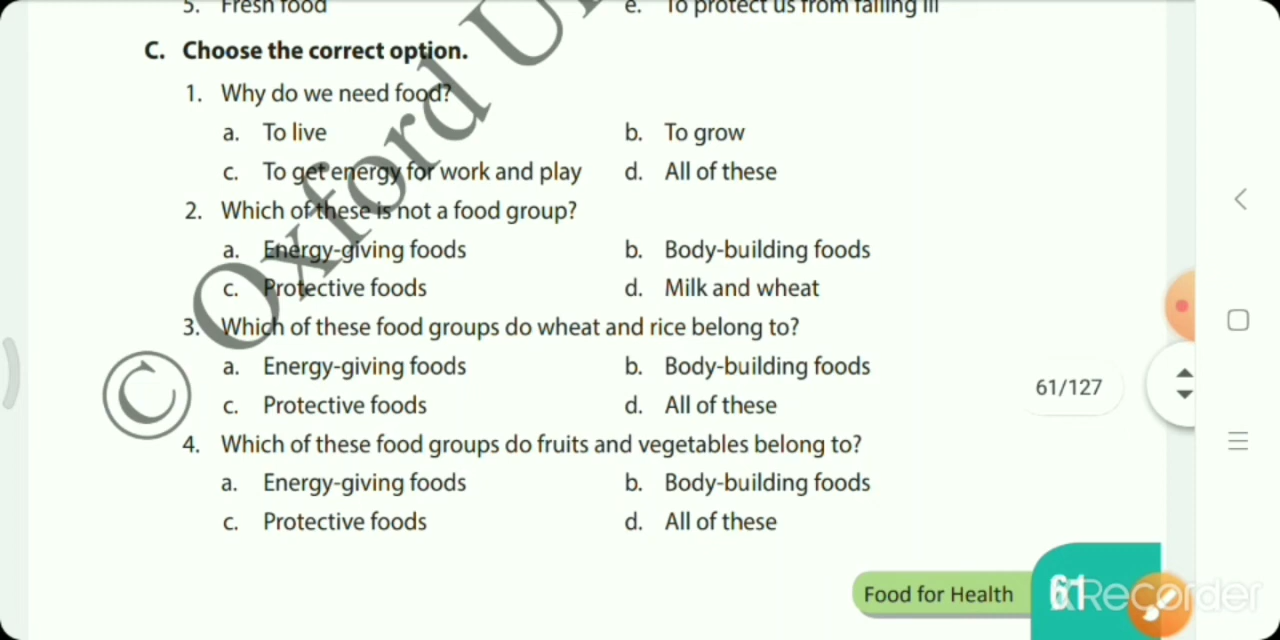 5. Fresh food e. To protect us from falling ill
C. Choose the correct option.
1. Why do we need food?
a. To live b. To grow
c. To get energy for work and play d. All of these
2. Which of these is not a food group?
a. Energy-giving foods b. Body-building foods
c. Protective foods d. Milk and wheat
3. Which of these food groups do wheat and rice belong to?
a. Energy-giving foods b. Body-building foods
61/127
c. Protective foods d. All of these
4. Which of these food groups do fruits and vegetables belong to?
a. Energy-giving foods b. Body-building foods
c. Protective foods d. All of these
Food for Health 61
© Oxford U
Recorder